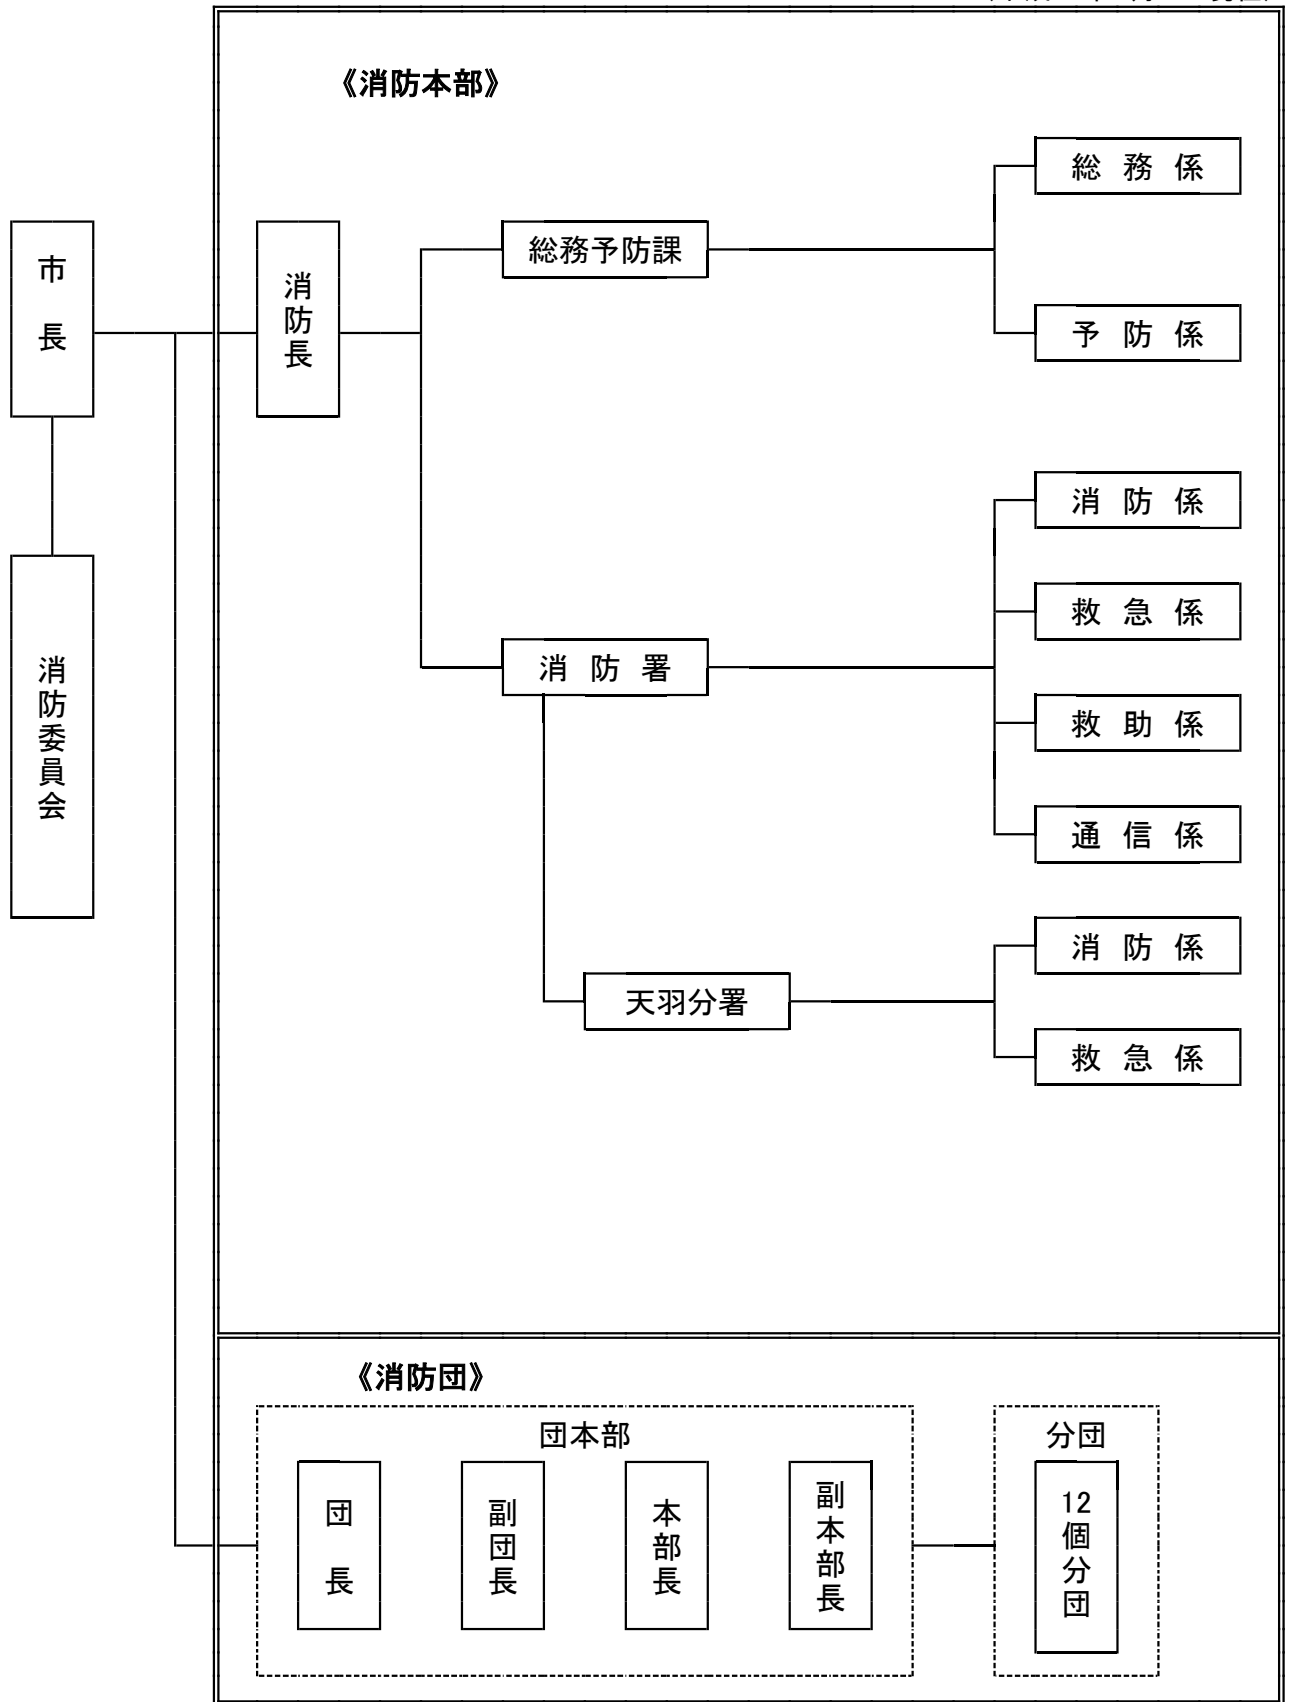 《消防本部》
総務係
総務予防課
市長
消防長
予防係
消防係
救急係
消防署
消防委員会
救助係
通信係
消防係
天羽分署
救急係
《消防団》
団本部
分団
団長
副団長
本部長
副本部長
12個分団